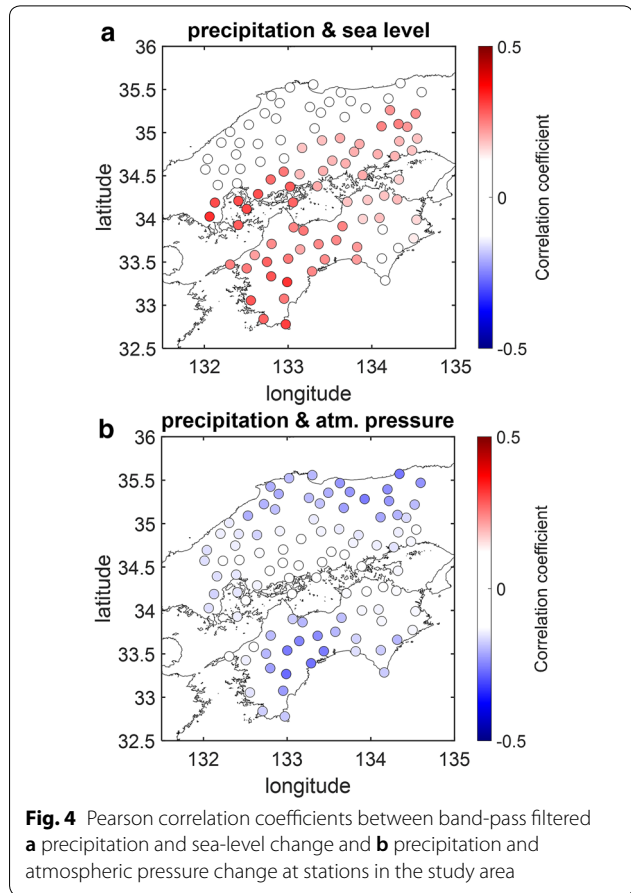 a
precipitation & sea level
36
35.5
35
34.5
34
33.5
33
32.5
latitude
132
133
134
135
longitude
0.5
0
-0.5
Correlation coefficient
b
precipitation & atm. pressure
36
35.5
35
34.5
34
33.5
33
32.5
latitude
132
133
134
135
longitude
0.5
0
-0.5
Correlation coefficient
Fig. 4 Pearson correlation coefficients between band-pass filtered
a precipitation and sea-level change and b precipitation and
atmospheric pressure change at stations in the study area